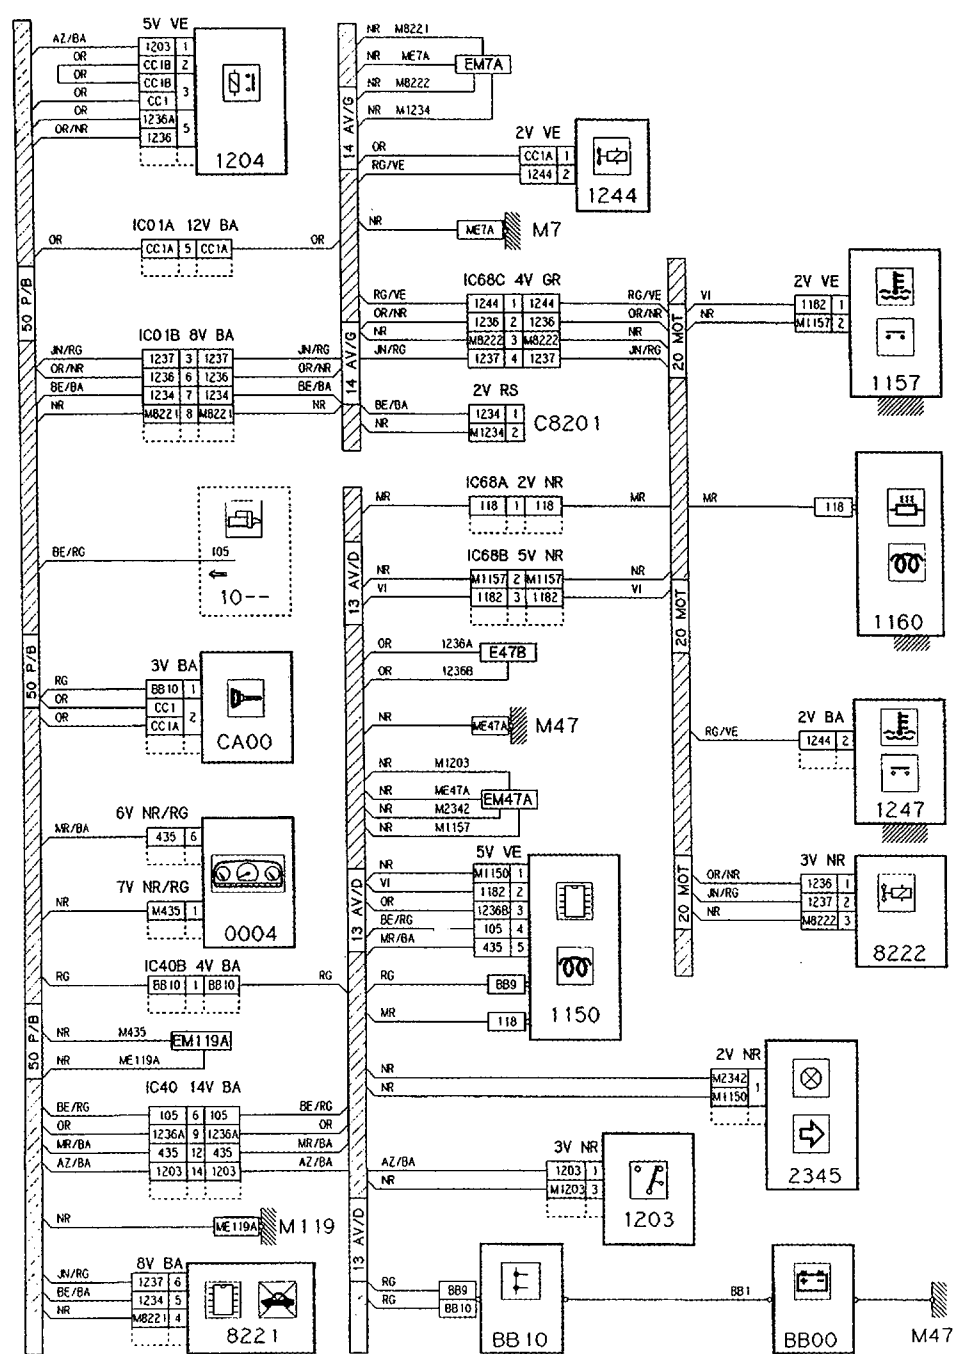 5V VE
AZ/BA 1203 1
OR CC1B 2
OR CC1B
3
OR CC1
OR 1236A
5
OR/NR 1236
1204
IC01A 12V BA
OR CC1A 5 CC1A OR
50 P/B
IC01B 8V BA
JN/RG 1237 3 1237 JN/RG
OR/NR 1236 6 1236 OR/NR
BE/BA 1234 7 1234 BE/BA
NR M8221 8 M8221 NR
BE/RG 105
10--
50 P/B
3V BA
RG BB10 1
OR CC1
2
OR CC1A
CA00
6V NR/RG
MR/BA 435 6
7V NR/RG
NR M435 1
0004
IC40B 4V BA
RG BB10 1 BB10 RG
50 P/B
NR M435 EM119A
NR ME119A
IC40 14V BA
BE/RG 105 6 105 BE/RG
OR 1236A 9 1236A OR
MR/BA 435 12 435 MR/BA
AZ/BA 1203 14 1203 AZ/BA
NR ME119A M119
8V BA
JN/RG 1237 6
BE/BA 1234 5
NR M8221 4
8221
NR M8221
NR ME7A EM7A
NR M8222
NR M1234
14 AV/G
2V VE
OR CC1A 1
RG/VE 1244 2
1244
NR ME7A M7
IC68C 4V GR
RG/VE 1244 1 1244 RG/VE
OR/NR 1236 2 1236 OR/NR
NR M8222 3 M8222 NR
JN/RG 1237 4 1237 JN/RG
14 AV/G
2V RS
BE/BA 1234 1
NR M1234 2
C8201
20 MOT
2V VE
VI 1182 1
NR M1157 2
1157
IC68A 2V NR
MR 118 1 118 MR
MR 118
1160
13 AV/D
IC68B 5V NR
NR M1157 2 M1157 NR
VI 1182 3 1182 VI
20 MOT
OR 1236A E47B
OR 1236B
NR ME47A M47
2V BA
RG/VE 1244 2
1247
NR M1203
NR ME47A EM47A
NR M2342
NR M1157
13 AV/D
5V VE
NR M1150 1
VI 1182 2
OR 1236B 3
BE/RG 105 4
MR/BA 435 5
RG BB9
MR 118
1150
20 MOT
3V NR
OR/NR 1236 1
JN/RG 1237 2
NR M8222 3
8222
2V NR
NR M2342
1
NR M1150
2345
3V NR
AZ/BA 1203 1
NR M1203 3
1203
13 AV/D
RG BB9
RG BB10
BB10
BB1
BB00
M47